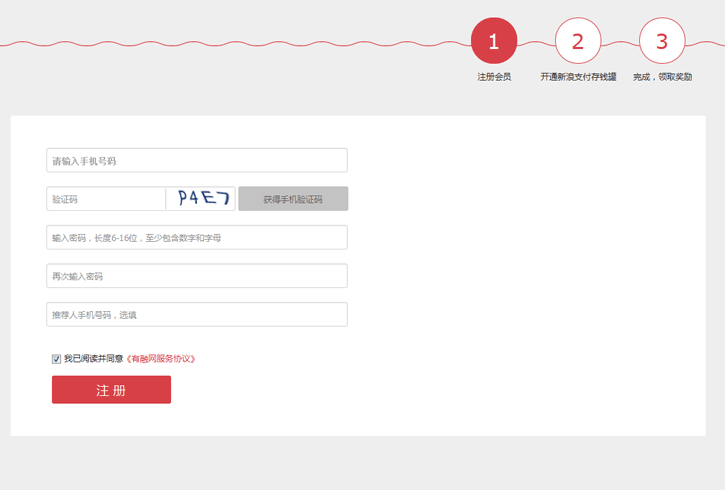 1 2 3
注册会员 开通新浪支付存钱罐 完成，领取奖励
请输入手机号码
验证码 P4E7 获得手机验证码
输入密码，长度6-16位，至少包含数字和字母
再次输入密码
推荐人手机号码，选填
我已阅读并同意《有融网服务协议》
注 册